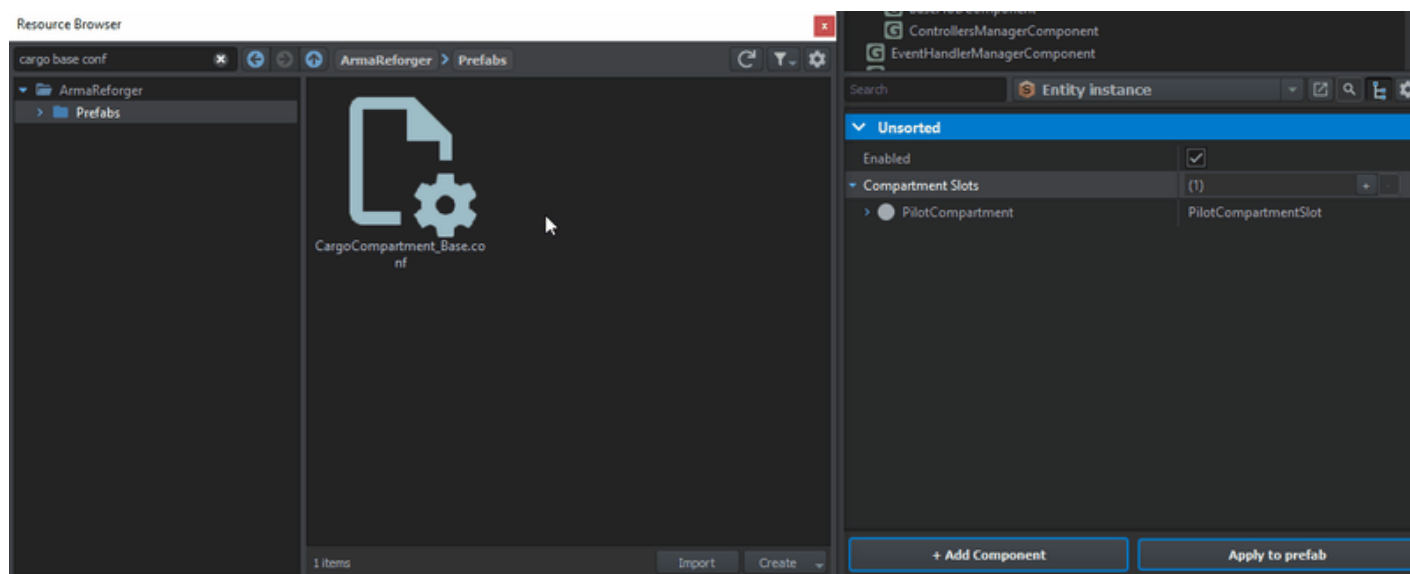 Resource Browser
cargo base conf
ArmaReforger > Prefabs
ArmaReforger
Prefabs
CargoCompartment_Base.co
nf
1 items
Import
Create
ControllersManagerComponent
EventHandlerManagerComponent
Search
Entity instance
Unsorted
Enabled
Compartment Slots
(1)
PilotCompartment
PilotCompartmentSlot
+ Add Component
Apply to prefab